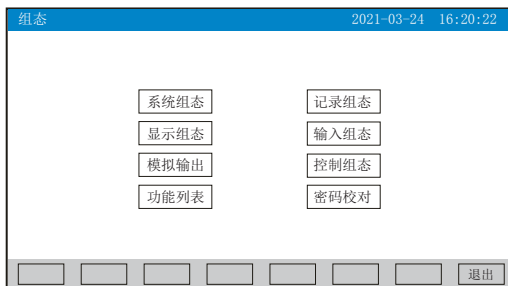 组态 2021-03-24 16:20:22
系统组态 记录组态
显示组态 输入组态
模拟输出 控制组态
功能列表 密码校对
退出